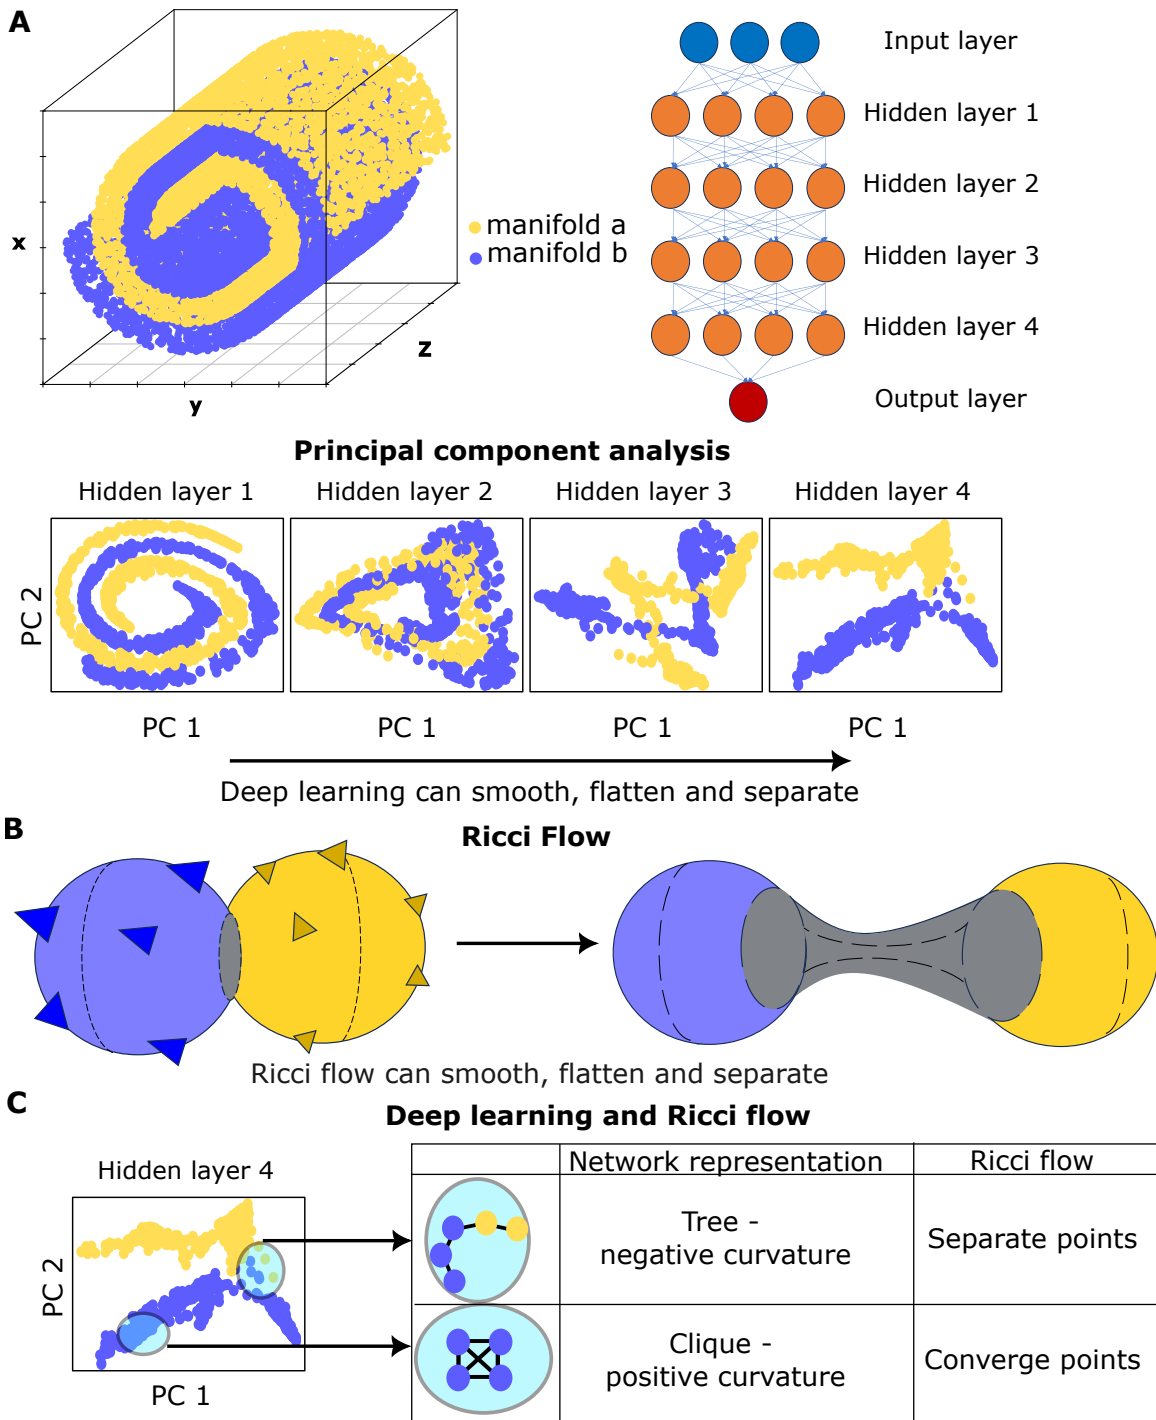 A
Input layer
Hidden layer 1
Hidden layer 2
Hidden layer 3
Hidden layer 4
Output layer
x
y
z
manifold a
manifold b
Principal component analysis
Hidden layer 1
Hidden layer 2
Hidden layer 3
Hidden layer 4
PC 2
PC 1
PC 1
PC 1
PC 1
Deep learning can smooth, flatten and separate
B
Ricci Flow
Ricci flow can smooth, flatten and separate
C
Deep learning and Ricci flow
Hidden layer 4
PC 2
PC 1
Network representation
Ricci flow
Tree -
negative curvature
Separate points
Clique -
positive curvature
Converge points